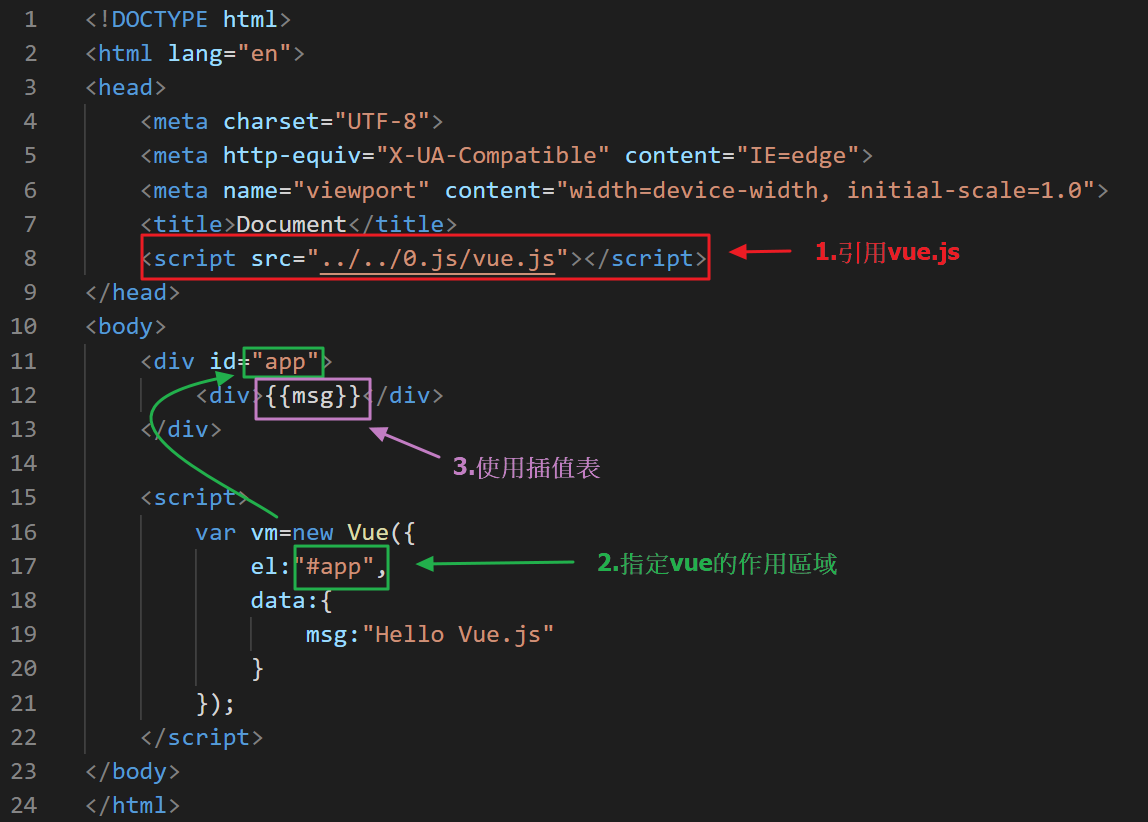 1 <!DOCTYPE html>
2 <html lang="en">
3 <head>
4 <meta charset="UTF-8">
5 <meta http-equiv="X-UA-Compatible" content="IE=edge">
6 <meta name="viewport" content="width=device-width, initial-scale=1.0">
7 <title>Document</title>
8 <script src="../../0.js/vue.js"></script> 1.引用vue.js
9 </head>
10 <body>
11 <div id="app">
12 <div>{{msg}}</div>
13 </div>
3.使用插值表
14
15 <script>
16 var vm=new Vue({
17 el:"#app", 2.指定vue的作用區域
18 data:{
19 msg:"Hello Vue.js"
20 }
21 });
22 </script>
23 </body>
24 </html>